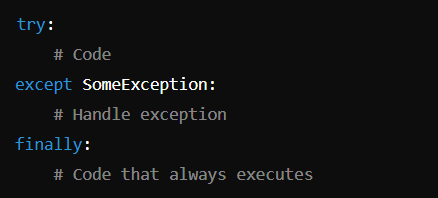 try:
    # Code
except SomeException:
    # Handle exception
finally:
    # Code that always executes